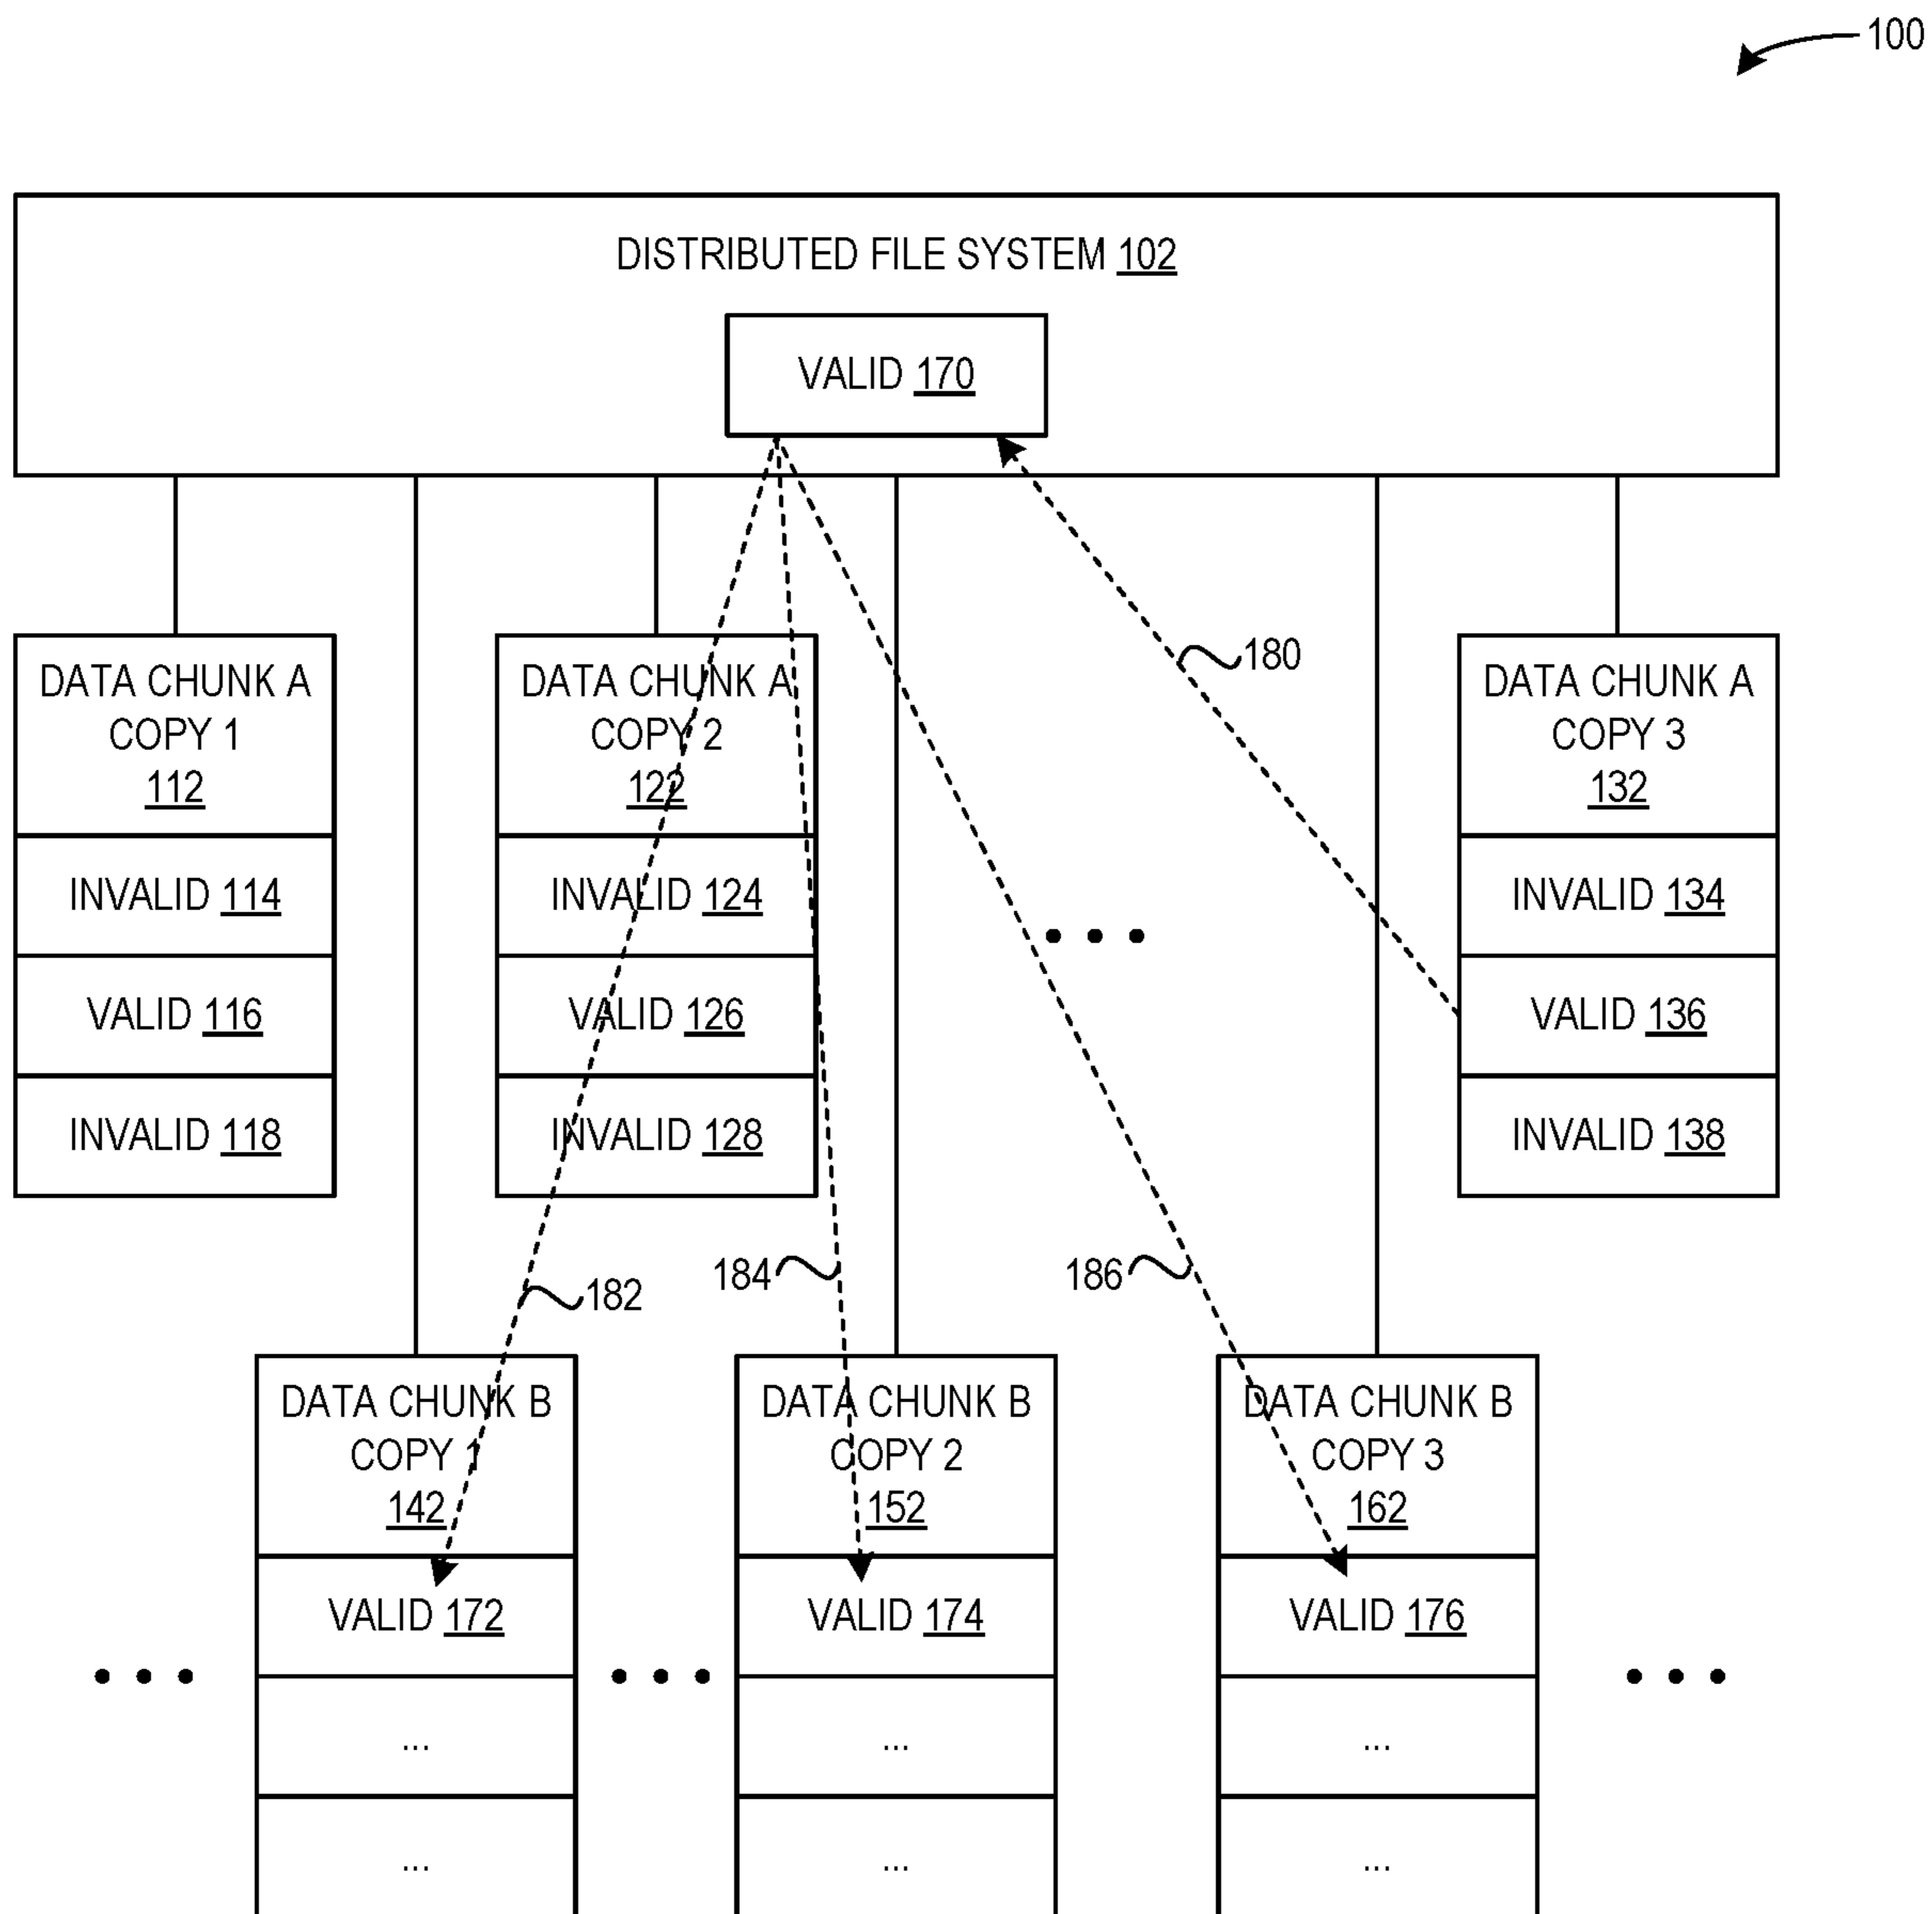 100
DISTRIBUTED FILE SYSTEM 102
VALID 170
180
DATA CHUNK A
COPY 1
112
INVALID 114
VALID 116
INVALID 118
DATA CHUNK A
COPY 2
122
INVALID 124
VALID 126
INVALID 128
DATA CHUNK A
COPY 3
132
INVALID 134
VALID 136
INVALID 138
182
184
186
DATA CHUNK B
COPY 1
142
VALID 172
...
...
DATA CHUNK B
COPY 2
152
VALID 174
...
...
DATA CHUNK B
COPY 3
162
VALID 176
...
...